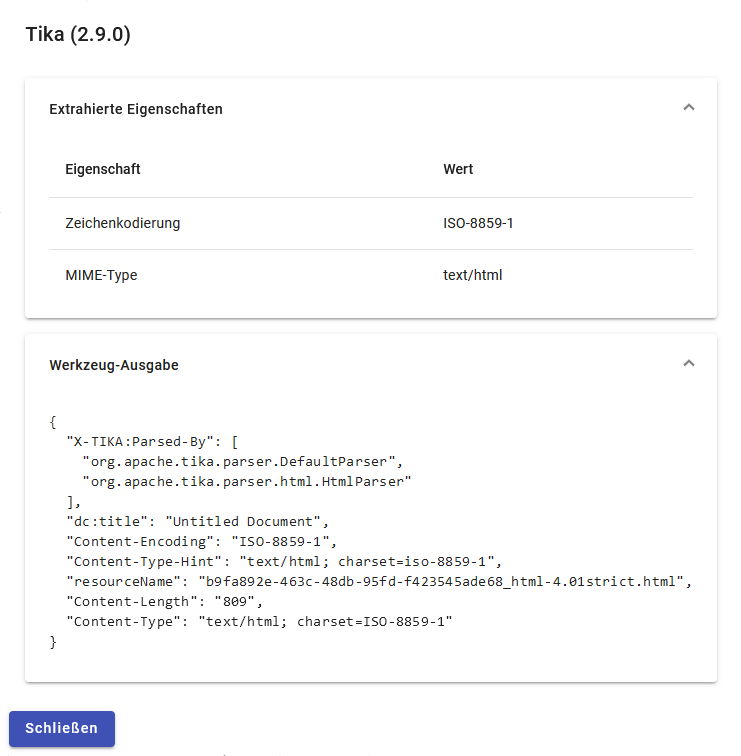 Tika (2.9.0)
Extrahierte Eigenschaften
Eigenschaft Wert
Zeichenkodierung ISO-8859-1
MIME-Type text/html
Werkzeug-Ausgabe
{
  "X-TIKA:Parsed-By": [
    "org.apache.tika.parser.DefaultParser",
    "org.apache.tika.parser.html.HtmlParser"
  ],
  "dc:title": "Untitled Document",
  "Content-Encoding": "ISO-8859-1",
  "Content-Type-Hint": "text/html; charset=iso-8859-1",
  "resourceName": "b9fa892e-463c-48db-95fd-f423545ade68_html-4.01strict.html",
  "Content-Length": "809",
  "Content-Type": "text/html; charset=ISO-8859-1"
}
Schließen